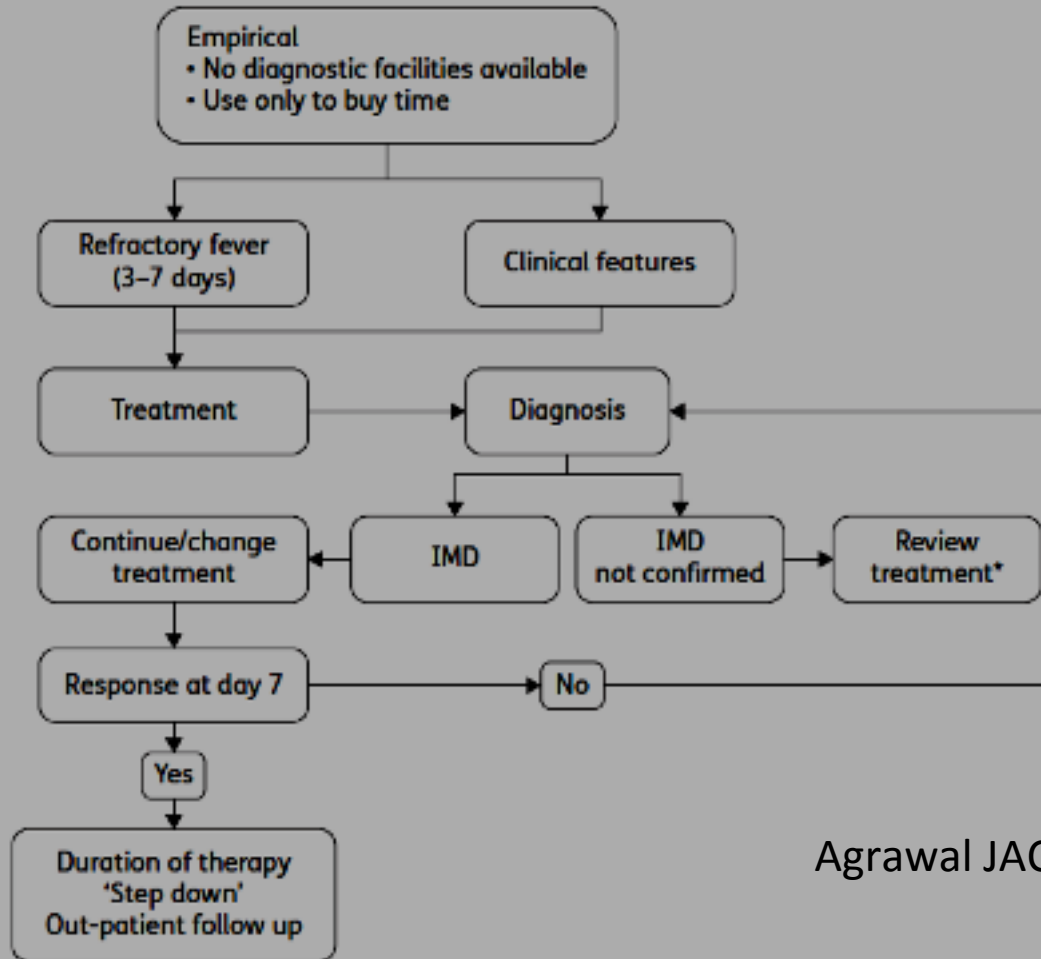 Empirical
• No diagnostic facilities available
• Use only to buy time
Refractory fever
(3–7 days)
Clinical features
Treatment
Diagnosis
Continue/change
treatment
IMD
IMD
not confirmed
Review
treatment*
Response at day 7
No
Yes
Duration of therapy
'Step down'
Out-patient follow up
Agrawal JAC